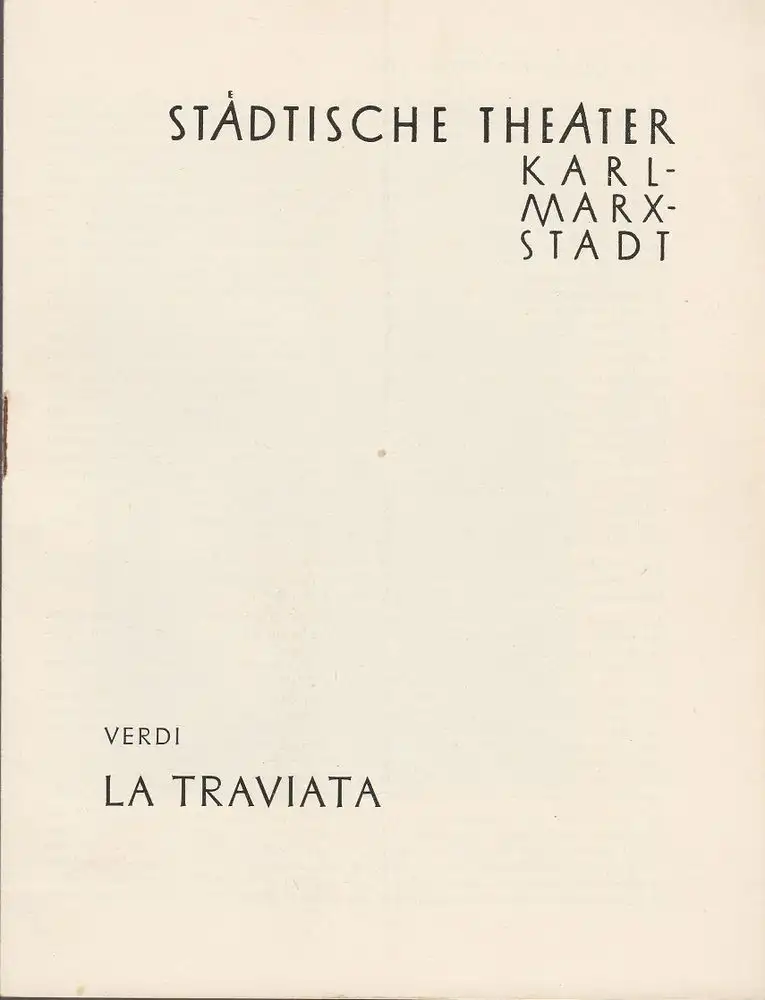 STÄDTISCHE THEATER
KARL-
MARX-
STADT
VERDI
LA TRAVIATA